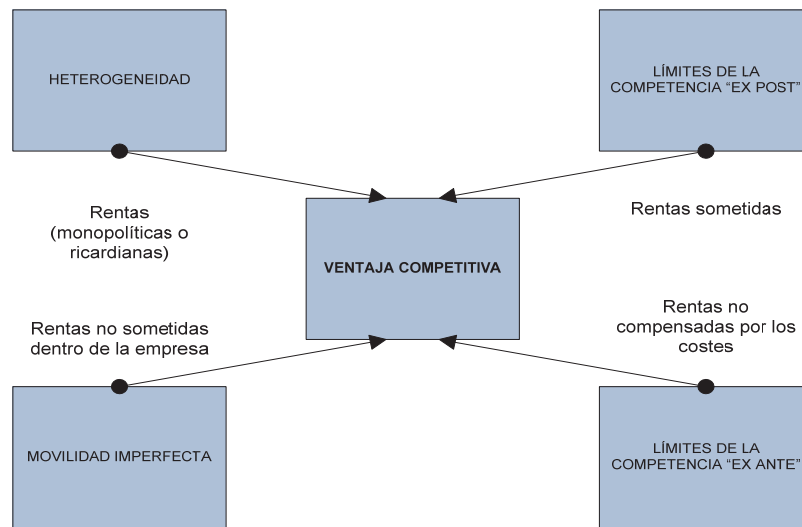 HETEROGENEIDAD
LÍMITES DE LA
COMPETENCIA “EX POST”
Rentas
(monopolíticas o
ricardianas)
Rentas sometidas
VENTAJA COMPETITIVA
Rentas no sometidas
dentro de la empresa
Rentas no
compensadas por los
costes
MOVILIDAD IMPERFECTA
LÍMITES DE LA
COMPETENCIA “EX ANTE”